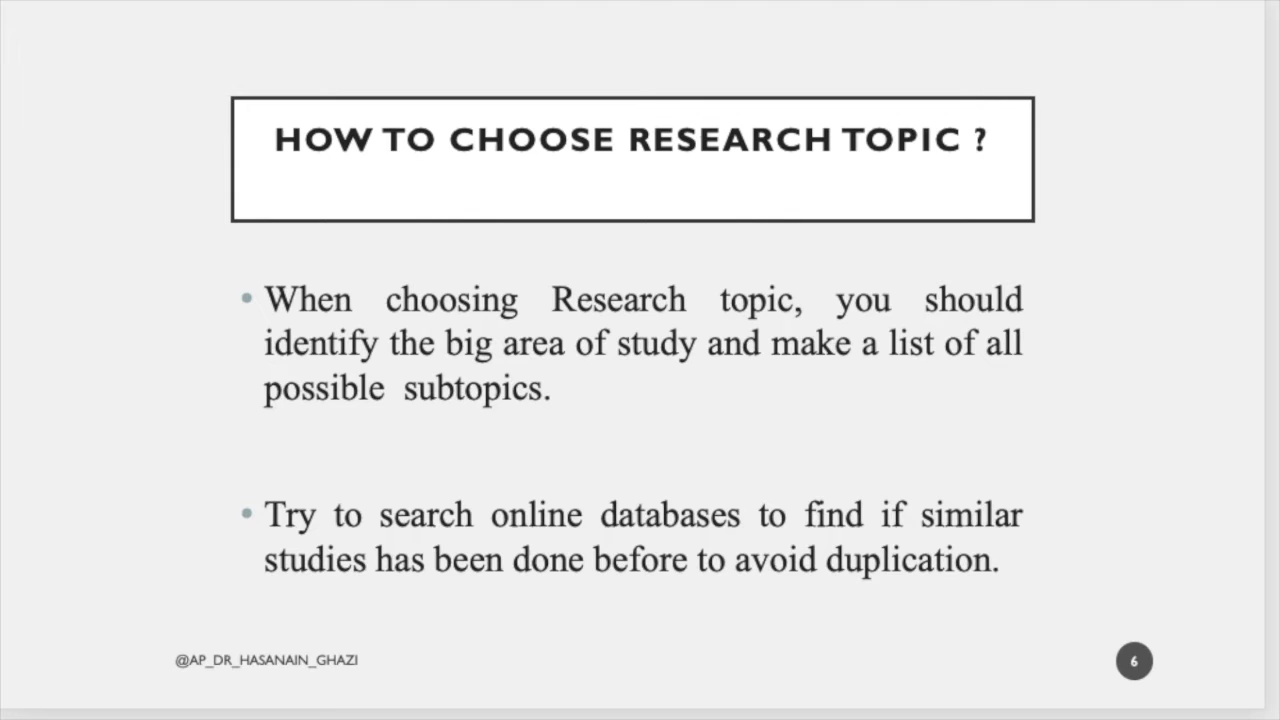 HOW TO CHOOSE RESEARCH TOPIC ?
• When choosing Research topic, you should
identify the big area of study and make a list of all
possible subtopics.
• Try to search online databases to find if similar
studies has been done before to avoid duplication.
@AP_DR_HASANAIN_GHAZI
6